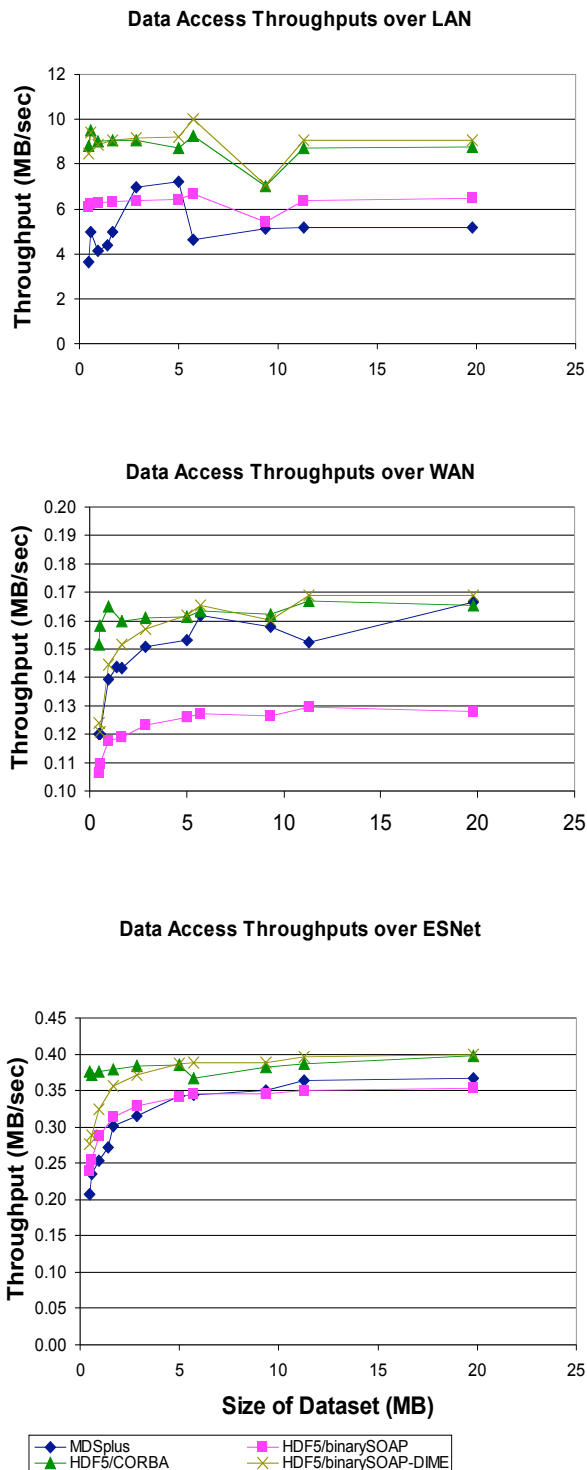 Data Access Throughputs over LAN
Throughput (MB/sec)
12
10
8
6
4
2
0
0 5 10 15 20 25
Data Access Throughputs over WAN
Throughput (MB/sec)
0.20
0.19
0.18
0.17
0.16
0.15
0.14
0.13
0.12
0.11
0.10
0 5 10 15 20 25
Data Access Throughputs over ESNet
Throughput (MB/sec)
0.45
0.40
0.35
0.30
0.25
0.20
0.15
0.10
0.05
0.00
0 5 10 15 20 25
Size of Dataset (MB)
MDSplus HDF5/binarySOAP
HDF5/CORBA HDF5/binarySOAP-DIME